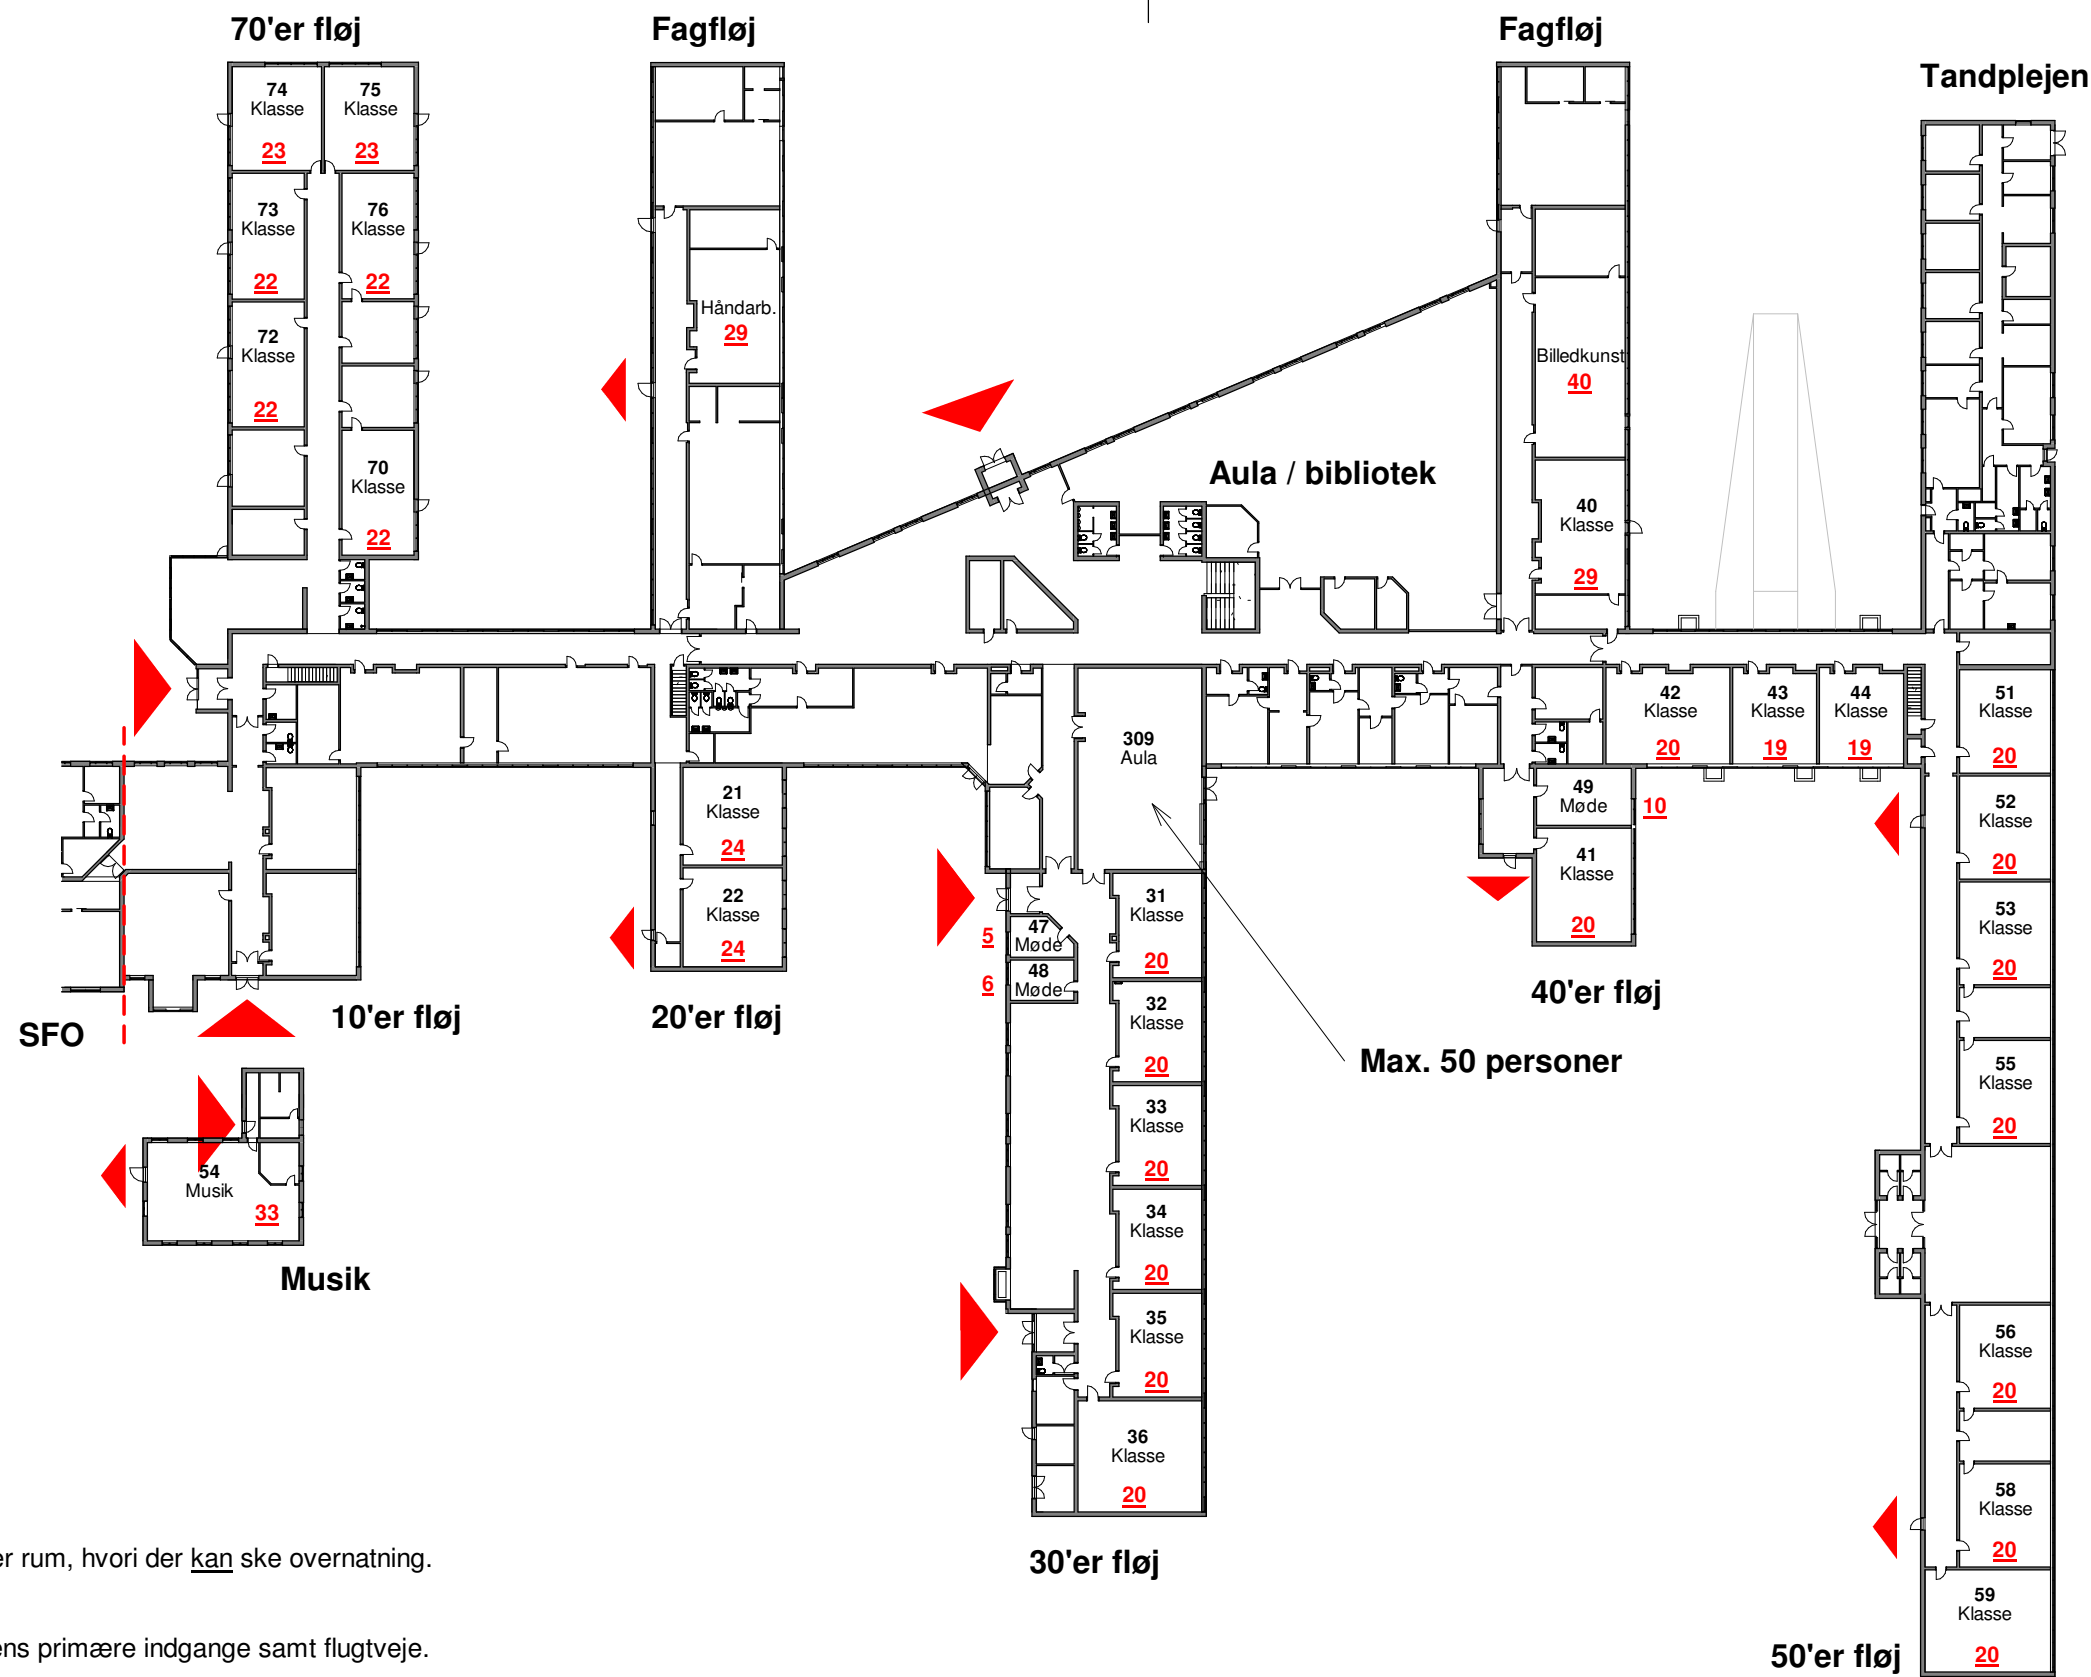 70'er fløj
Fagfløj
Fagfløj
Tandplejen
74
Klasse
23
75
Klasse
23
73
Klasse
22
76
Klasse
22
72
Klasse
22
70
Klasse
22
Håndarb.
29
Billedkunst
40
Aula / bibliotek
40
Klasse
29
42
Klasse
20
43
Klasse
19
44
Klasse
19
51
Klasse
20
309
Aula
21
Klasse
24
22
Klasse
24
49
Møde
10
41
Klasse
20
52
Klasse
20
53
Klasse
20
55
Klasse
20
47
Møde
5
48
Møde
6
31
Klasse
20
32
Klasse
20
33
Klasse
20
34
Klasse
20
35
Klasse
20
36
Klasse
20
SFO
10'er fløj
20'er fløj
40'er fløj
Max. 50 personer
54
Musik
33
Musik
56
Klasse
20
58
Klasse
20
59
Klasse
20
30'er fløj
50'er fløj
er rum, hvori der kan ske overnatning.
ens primære indgange samt flugtveje.